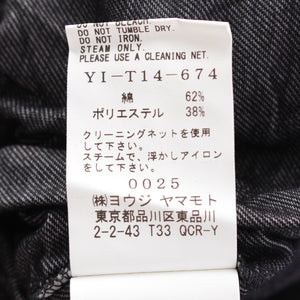 DO NOT BLEACH.
DO NOT TUMBLE DRY.
DO NOT IRON.
STEAM ONLY.
PLEASE USE A CLEANING NET.
YI-T14-674
綿 62%
ポリエステル 38%
クリーニングネットを使用
して下さい。
スチームで、浮かしアイロン
をして下さい。
0025
㈱ヨウジ ヤマモト
東京都品川区東品川
2-2-43 T33 QCR-Y